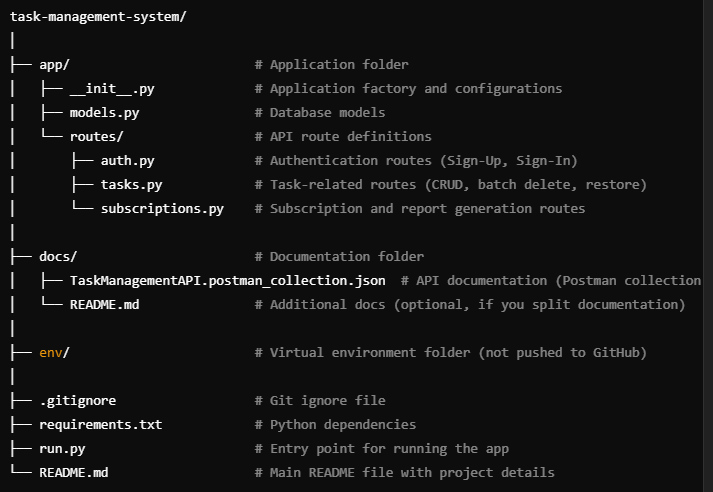 task-management-system/
│
├── app/                        # Application folder
│   ├── __init__.py             # Application factory and configurations
│   ├── models.py               # Database models
│   └── routes/                 # API route definitions
│       ├── auth.py             # Authentication routes (Sign-Up, Sign-In)
│       ├── tasks.py            # Task-related routes (CRUD, batch delete, restore)
│       └── subscriptions.py    # Subscription and report generation routes
│
├── docs/                       # Documentation folder
│   ├── TaskManagementAPI.postman_collection.json  # API documentation (Postman collection
│   └── README.md               # Additional docs (optional, if you split documentation)
│
├── env/                        # Virtual environment folder (not pushed to GitHub)
│
├── .gitignore                  # Git ignore file
├── requirements.txt            # Python dependencies
├── run.py                      # Entry point for running the app
└── README.md                   # Main README file with project details